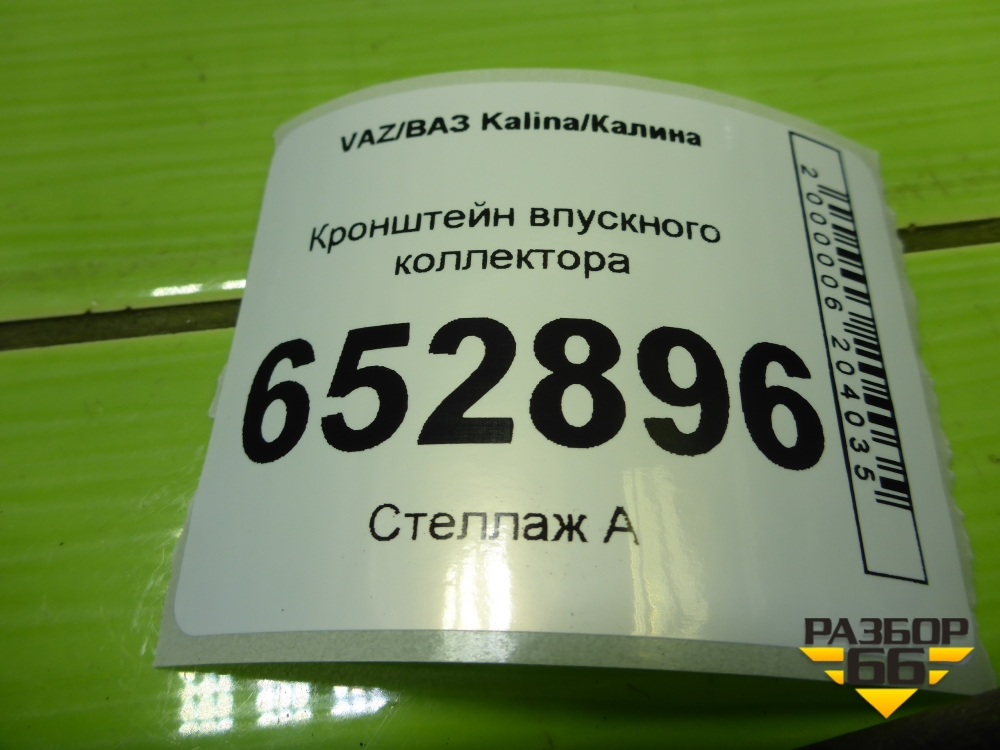 VAZ/ВАЗ Kalina/Калина
Кронштейн впускного
коллектора
652896
Стеллаж А
2000006204035
РАЗБОР
66